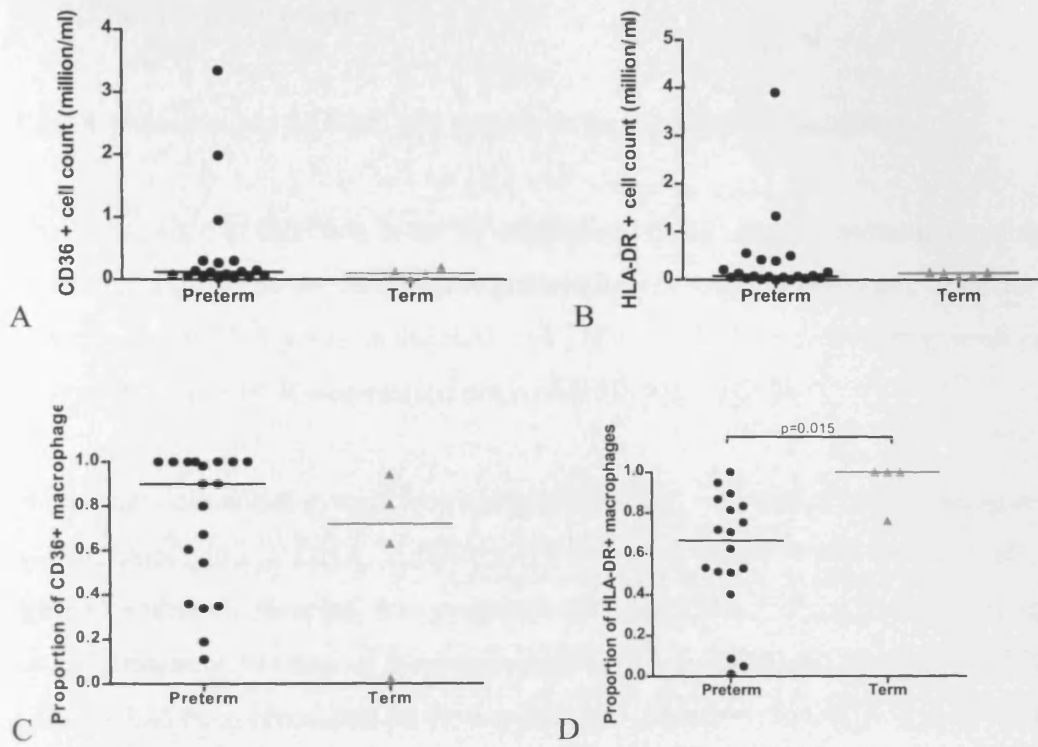 CD36 + cell count (million/ml)
4
3
2
1
0
Preterm
Term
A
HLA-DR + cell count (million/ml)
5
4
3
2
1
0
Preterm
Term
B
Proportion of CD36+ macrophage
1.0
0.8
0.6
0.4
0.2
0.0
Preterm
Term
C
Proportion of HLA-DR+ macrophages
p=0.015
1.0
0.8
0.6
0.4
0.2
0.0
Preterm
Term
D